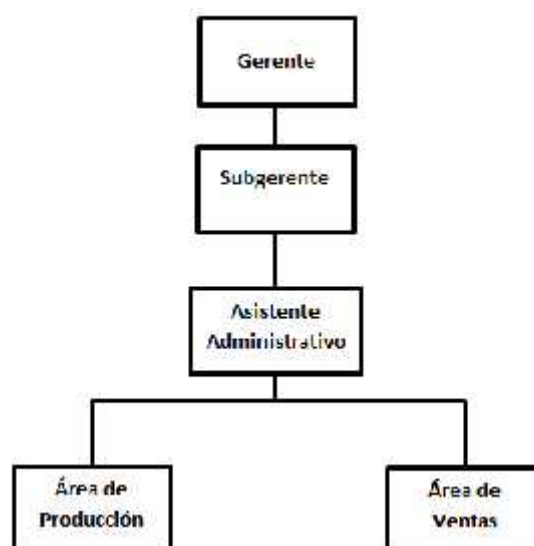 Gerente
Subgerente
Asistente
Administrativo
Área de
Producción
Área de
Ventas